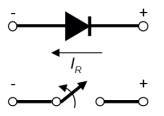 - +
I_R
- +